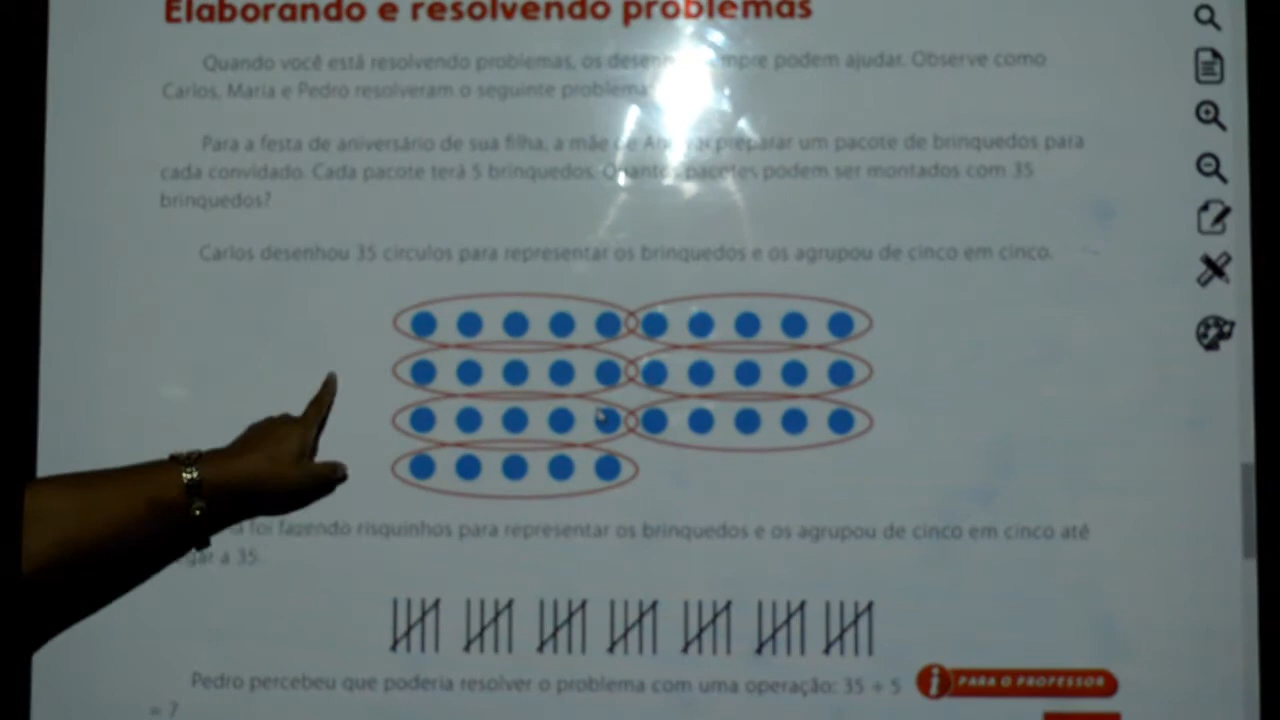 Elaborando e resolvendo problemas
Quando você está resolvendo problemas, os desenhos sempre podem ajudar. Observe como
Carlos, Maria e Pedro resolveram o seguinte problema
Para a festa de aniversário de sua filha, a mãe de vai preparar um pacote de brinquedos para
cada convidado. Cada pacote terá 5 brinquedos. Quantos pacotes podem ser montados com 35
brinquedos?
Carlos desenhou 35 círculos para representar os brinquedos e os agrupou de cinco em cinco.
foi fazendo risquinhos para representar os brinquedos e os agrupou de cinco em cinco até
a 35.
Pedro percebeu que poderia resolver o problema com uma operação: 35 ÷ 5
= 7
i PARA O PROFESSOR